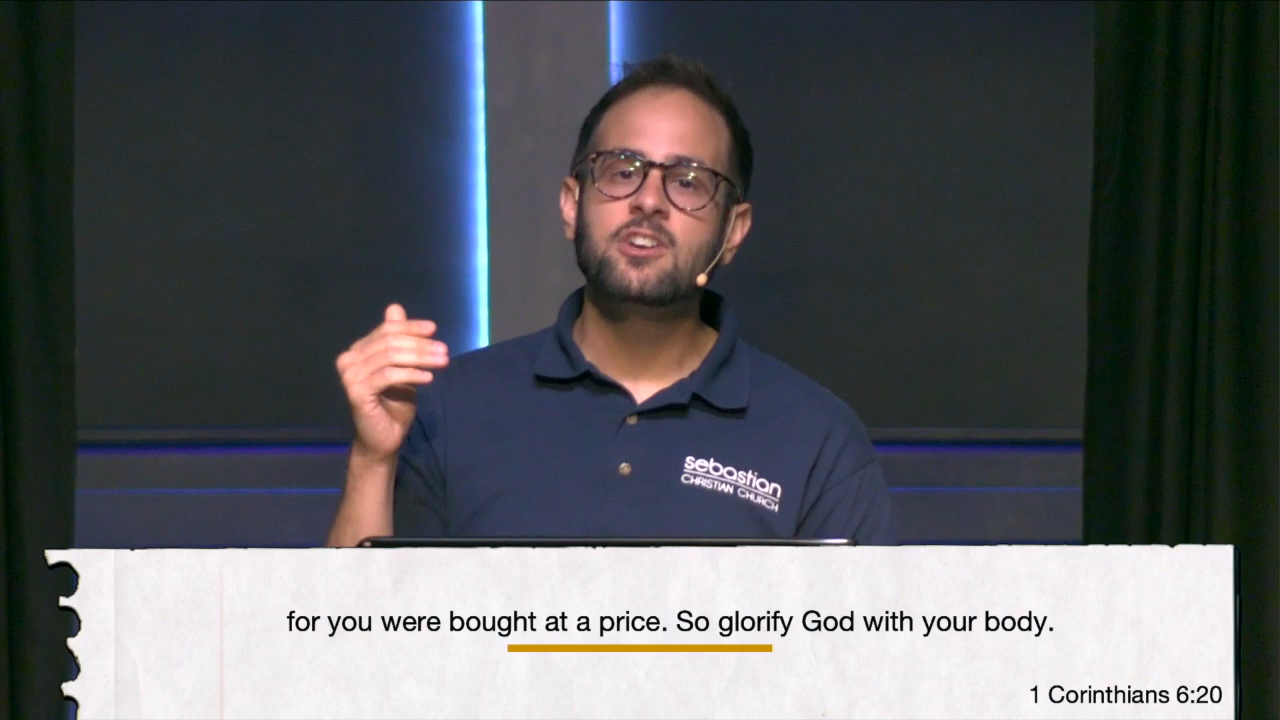 sebastian
CHRISTIAN CHURCH
for you were bought at a price. So glorify God with your body.
1 Corinthians 6:20